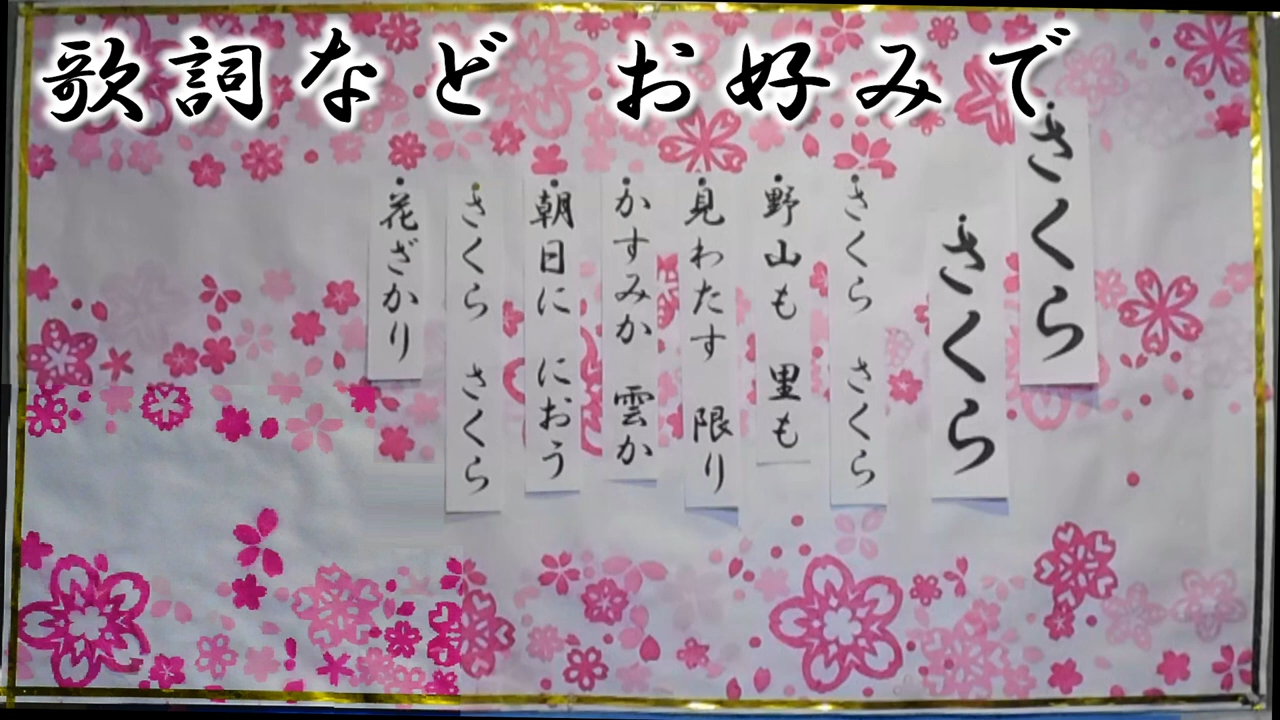 歌詞など お好みで
さくら
さくら
さくら さくら
野山も 里も
見わたす 限り
かすみか 雲か
朝日に におう
さくら さくら
花ざかり